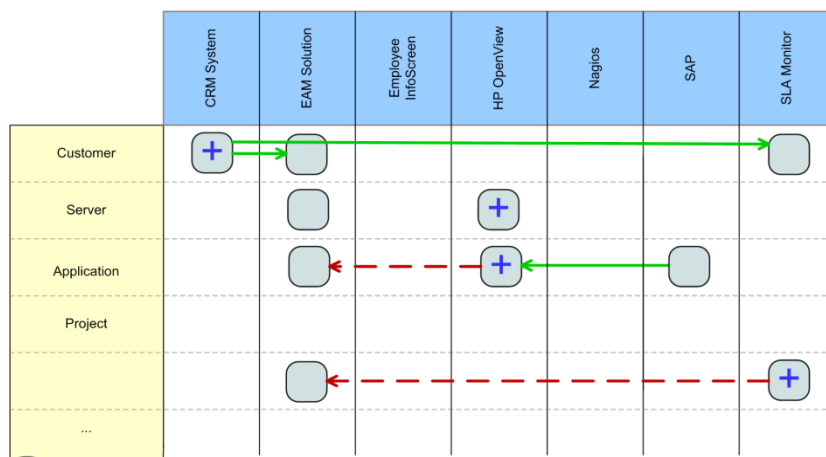 CRM System
EAM Solution
Employee
InfoScreen
HP OpenView
Nagios
SAP
SLA Monitor
Customer
Server
Application
Project
...